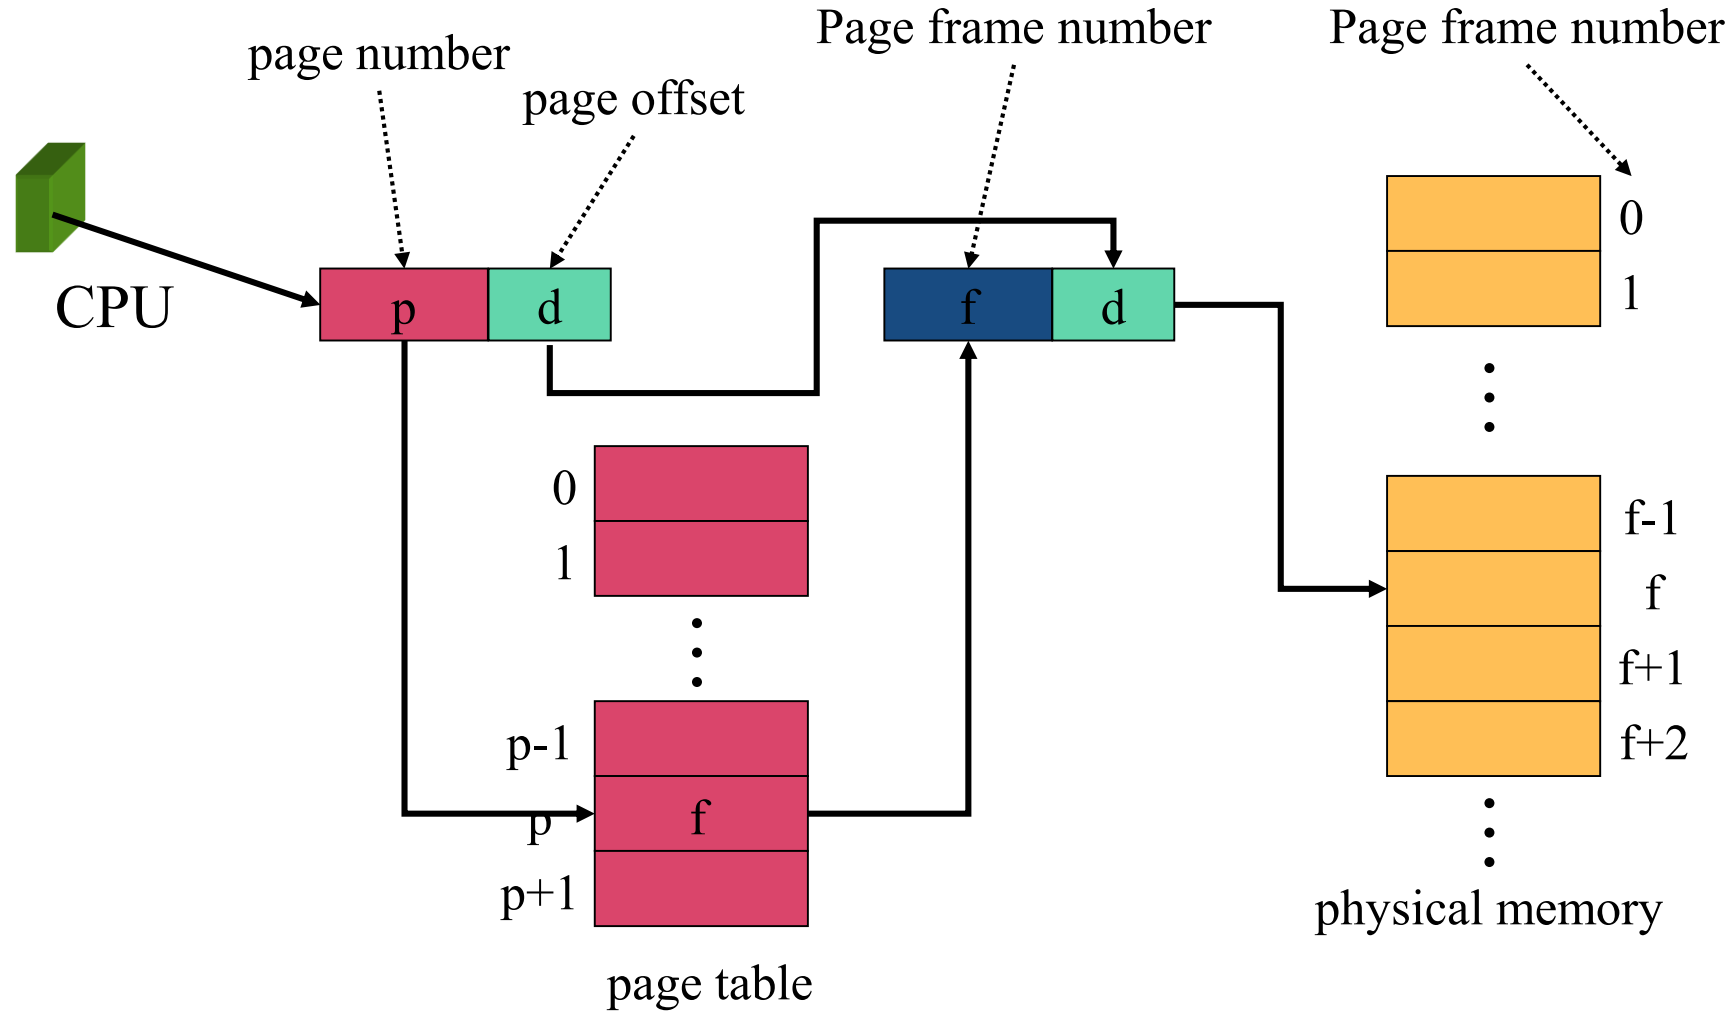 page number
page offset
Page frame number
Page frame number
CPU
p
d
f
d
0
1
0
1
p-1
p
f
p+1
page table
f-1
f
f+1
f+2
physical memory